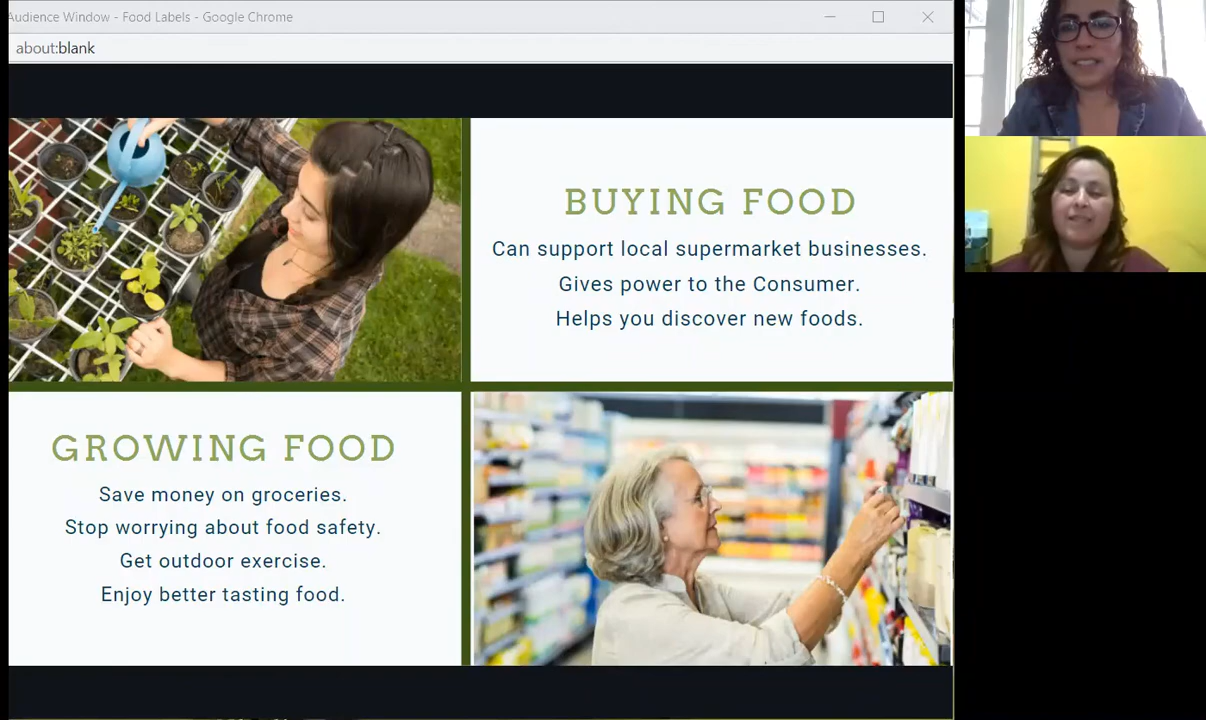 Audience Window - Food Labels - Google Chrome
about:blank
BUYING FOOD
Can support local supermarket businesses.
Gives power to the Consumer.
Helps you discover new foods.
GROWING FOOD
Save money on groceries.
Stop worrying about food safety.
Get outdoor exercise.
Enjoy better tasting food.